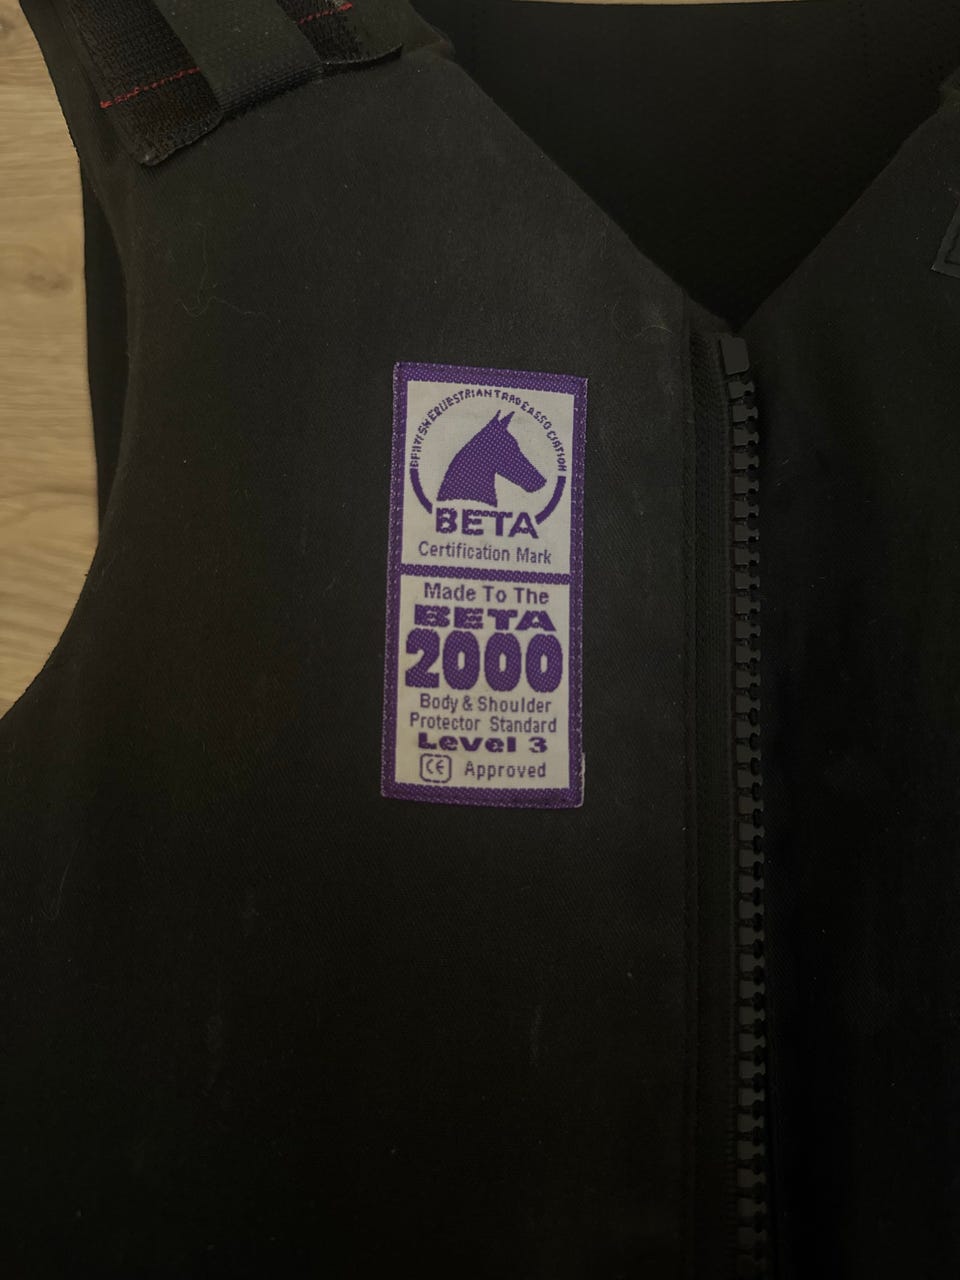 BRITISH EQUESTRIAN TRADE ASSOCIATION
BETA
Certification Mark
Made To The
BETA
2000
Body & Shoulder
Protector Standard
Level 3
CE Approved